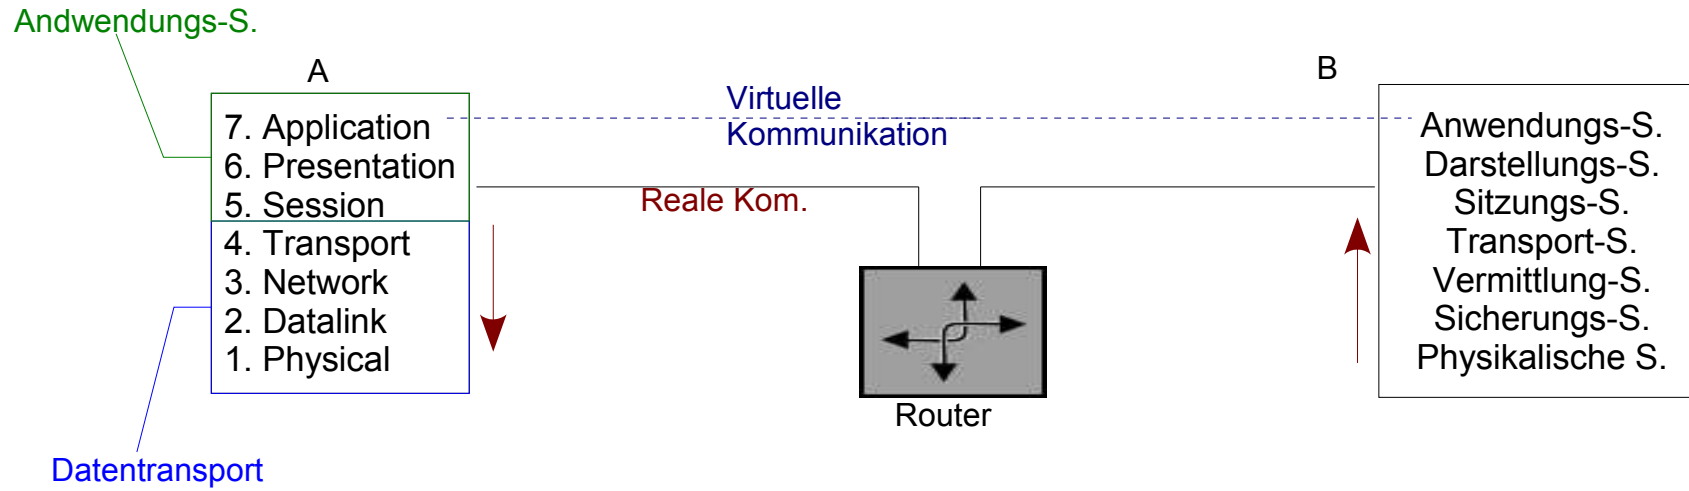 Andwendungs-S.
A
B
7. Application
6. Presentation
5. Session
4. Transport
3. Network
2. Datalink
1. Physical
Virtuelle
Kommunikation
Reale Kom.
Router
Anwendungs-S.
Darstellungs-S.
Sitzungs-S.
Transport-S.
Vermittlung-S.
Sicherungs-S.
Physikalische S.
Datentransport